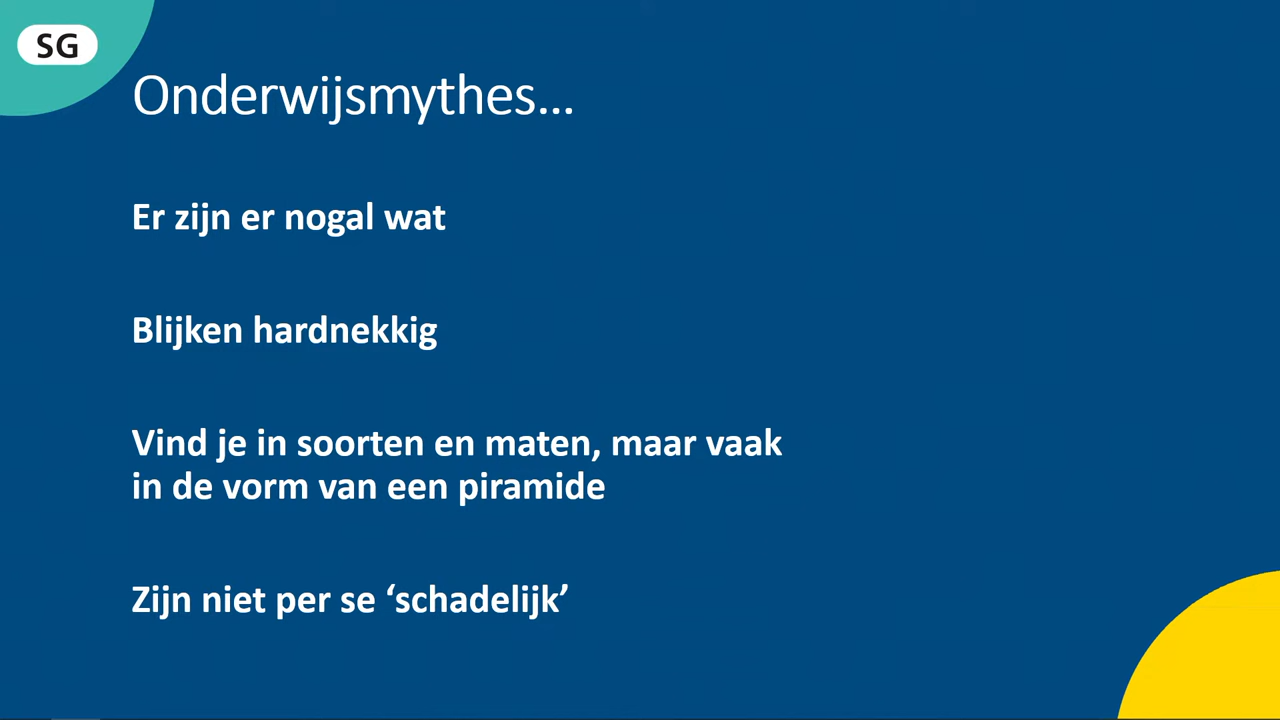 SG
Onderwijsmythes...
Er zijn er nogal wat
Blijken hardnekkig
Vind je in soorten en maten, maar vaak
in de vorm van een piramide
Zijn niet per se ‘schadelijk’